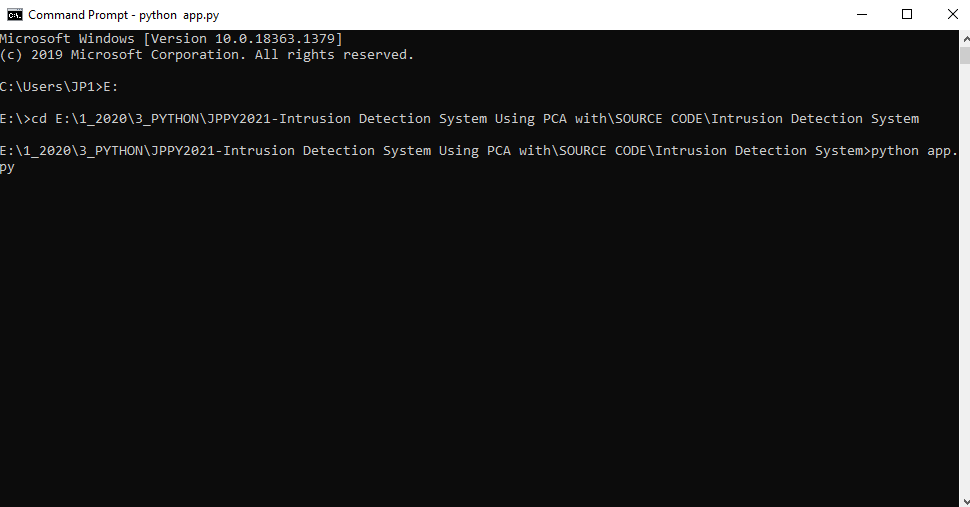 Command Prompt - python  app.py
Microsoft Windows [Version 10.0.18363.1379]
(c) 2019 Microsoft Corporation. All rights reserved.
C:\Users\JP1>E:
E:\>cd E:\1_2020\3_PYTHON\JPPY2021-Intrusion Detection System Using PCA with\SOURCE CODE\Intrusion Detection System
E:\1_2020\3_PYTHON\JPPY2021-Intrusion Detection System Using PCA with\SOURCE CODE\Intrusion Detection System>python app.
py